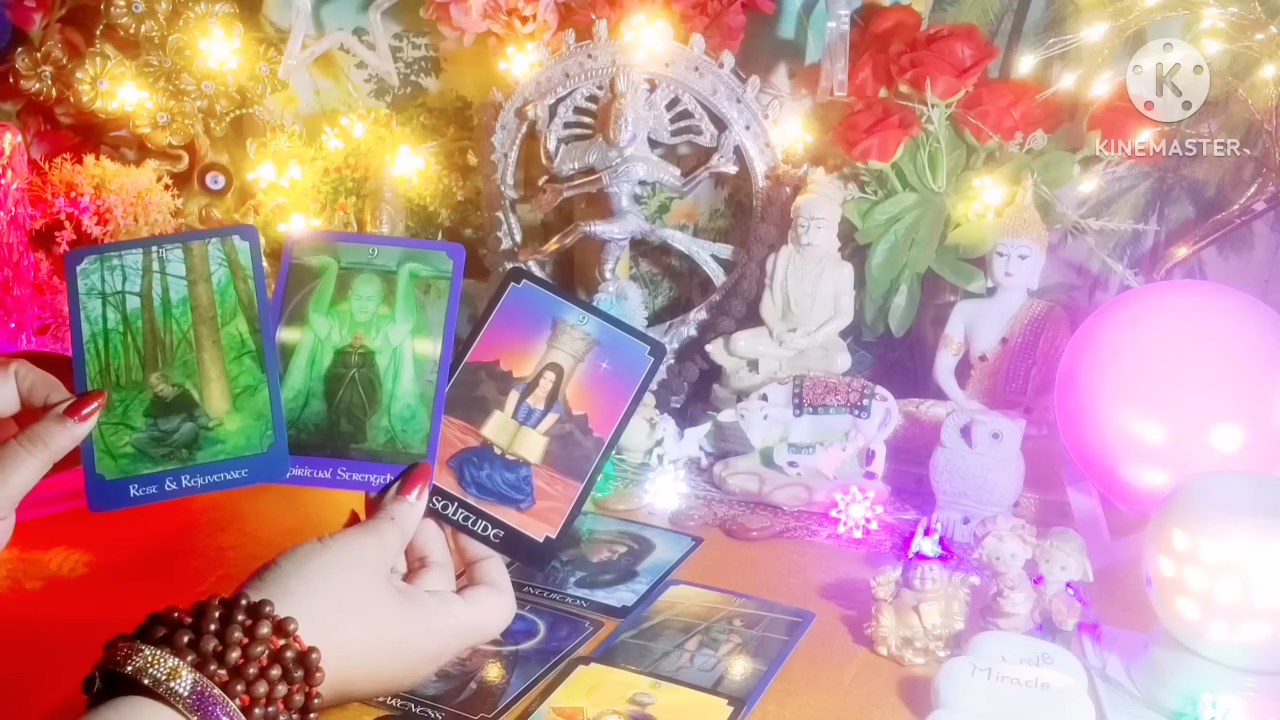 K
KINEMASTER
4
Rest & Rejuvenate
9
Spiritual Strength
9
SOLITUDE
INTUITION
Miracle